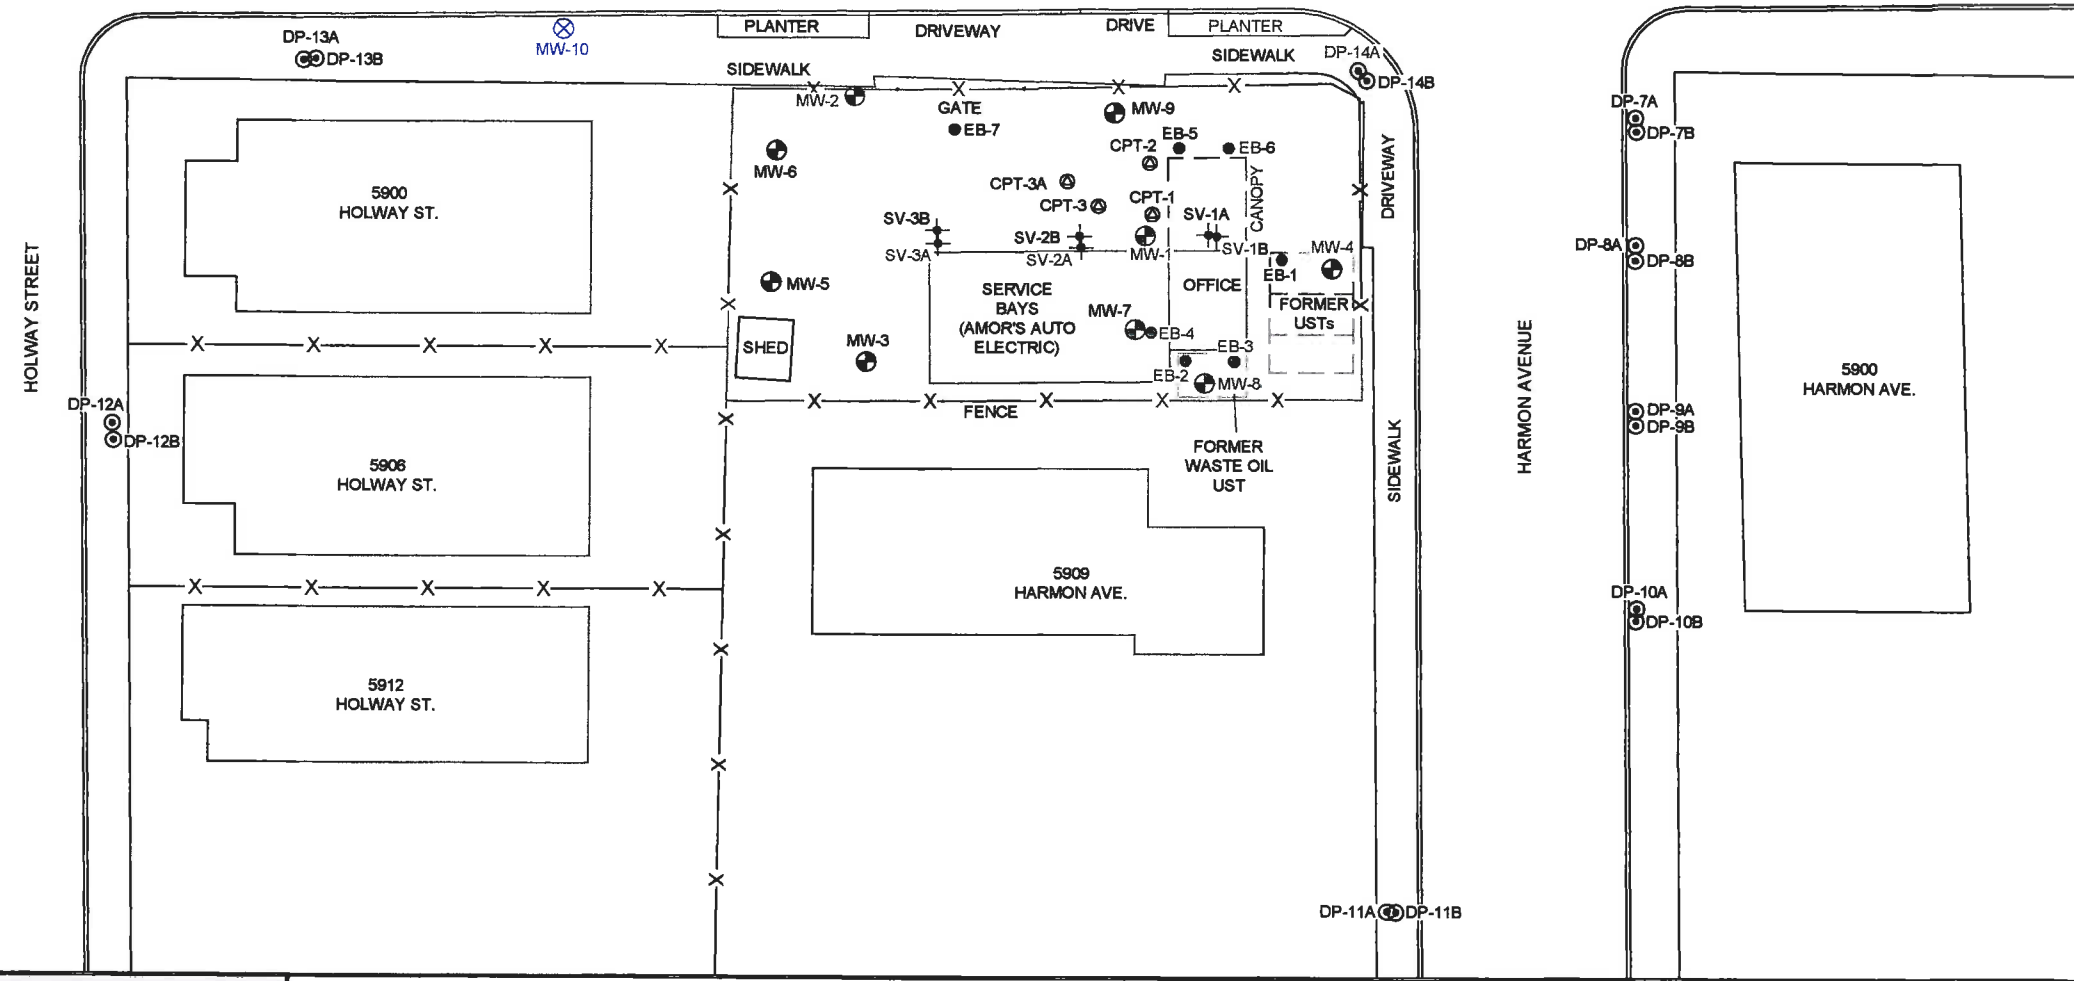 PLANTER
DRIVEWAY
DRIVE
PLANTER
DP-13A
DP-13B
MW-10
SIDEWALK
SIDEWALK
DP-14A
DP-14B
MW-2
GATE
EB-7
MW-9
EB-5
EB-6
CPT-2
MW-6
CPT-3A
CPT-3
CPT-1
SV-1A
CANOPY
DRIVEWAY
SV-3B
SV-3A
SV-2B
SV-2A
MW-1
SV-1B
MW-4
EB-1
MW-5
SERVICE
BAYS
(AMOR'S AUTO
ELECTRIC)
OFFICE
FORMER
USTs
MW-7
EB-4
EB-3
EB-2
MW-8
SHED
MW-3
FENCE
FORMER
WASTE OIL
UST
5900
HOLWAY ST.
5906
HOLWAY ST.
5912
HOLWAY ST.
HOLWAY STREET
DP-12A
DP-12B
5909
HARMON AVE.
SIDEWALK
HARMON AVENUE
DP-7A
DP-7B
DP-8A
DP-8B
DP-9A
DP-9B
DP-10A
DP-10B
5900
HARMON AVE.
DP-11A
DP-11B